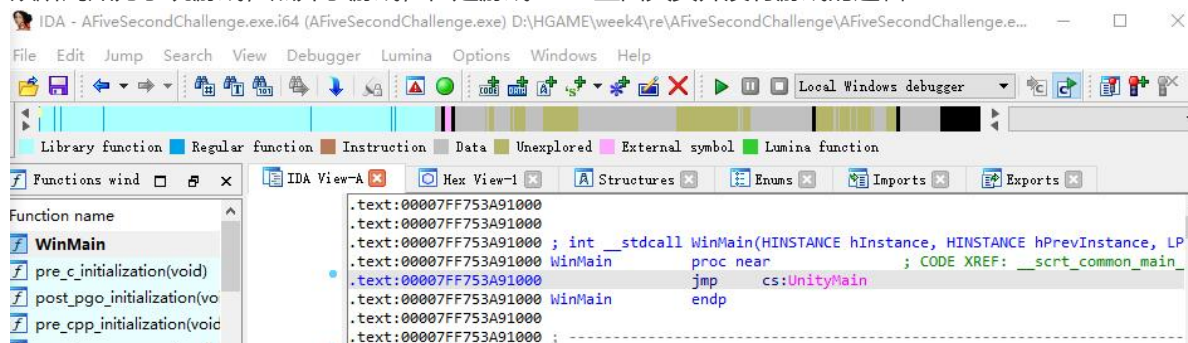 IDA - AFiveSecondChallenge.exe.i64 (AFiveSecondChallenge.exe) D:\HGAME\week4\re\AFiveSecondChallenge\AFiveSecondChallenge.e...
File Edit Jump Search View Debugger Lumina Options Windows Help
Local Windows debugger
Library function Regular function Instruction Data Unexplored External symbol Lumina function
Functions wind IDA View-A Hex View-1 Structures Enums Imports Exports
Function name
WinMain
pre_c_initialization(void)
post_pgo_initialization(vo
pre_cpp_initialization(void
.text:00007FF753A91000
.text:00007FF753A91000
.text:00007FF753A91000 ; int __stdcall WinMain(HINSTANCE hInstance, HINSTANCE hPrevInstance, LP
.text:00007FF753A91000 WinMain proc near ; CODE XREF: __scrt_common_main_
.text:00007FF753A91000 jmp cs:UnityMain
.text:00007FF753A91000 WinMain endp
.text:00007FF753A91000
.text:00007FF753A91000 ; ---------------------------------------------------------------------------